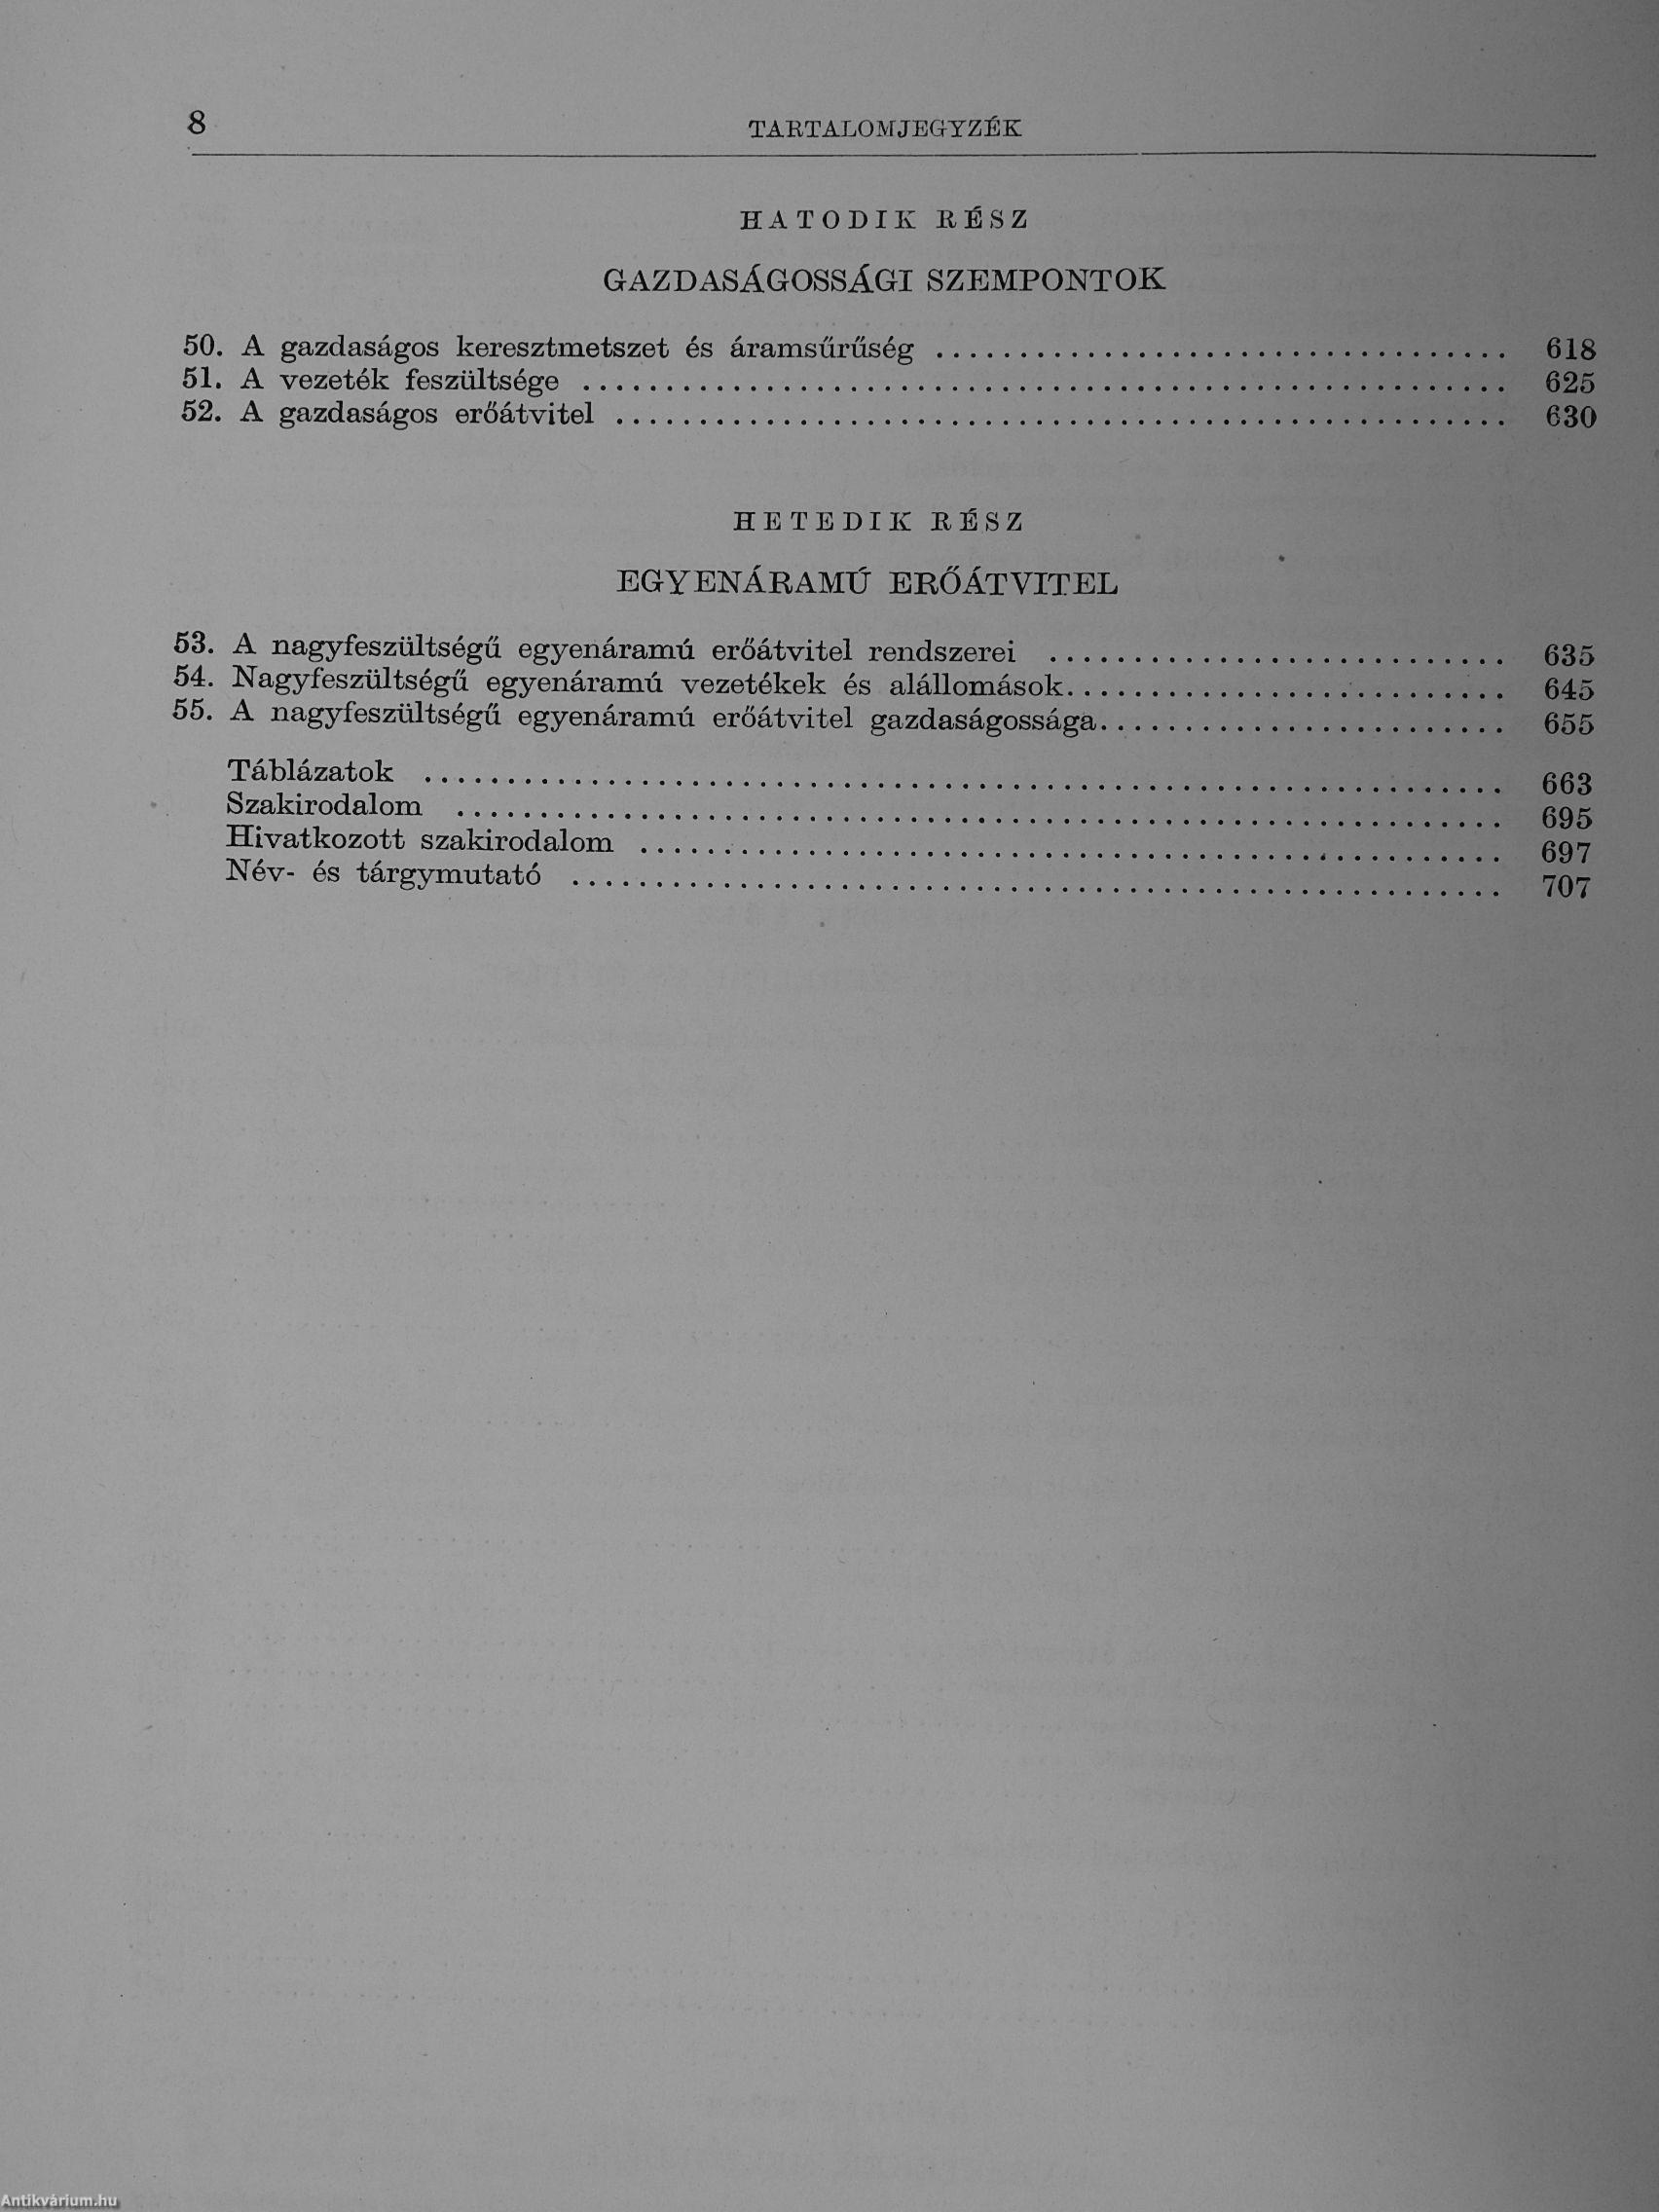 8 TARTALOMJEGYZÉK
HATODIK RÉSZ
GAZDASÁGOSSÁGI SZEMPONTOK
50. A gazdaságos keresztmetszet és áramsűrűség ........ 618
51. A vezeték feszültsége ........ 625
52. A gazdaságos erőátvitel ........ 630
HETEDIK RÉSZ
EGYENÁRAMÚ ERŐÁTVITEL
53. A nagyfeszültségű egyenáramú erőátvitel rendszerei ........ 635
54. Nagyfeszültségű egyenáramú vezetékek és alállomások ........ 645
55. A nagyfeszültségű egyenáramú erőátvitel gazdaságossága ........ 655
Táblázatok ........ 663
Szakirodalom ........ 695
Hivatkozott szakirodalom ........ 697
Név- és tárgymutató ........ 707
Antikvárium.hu